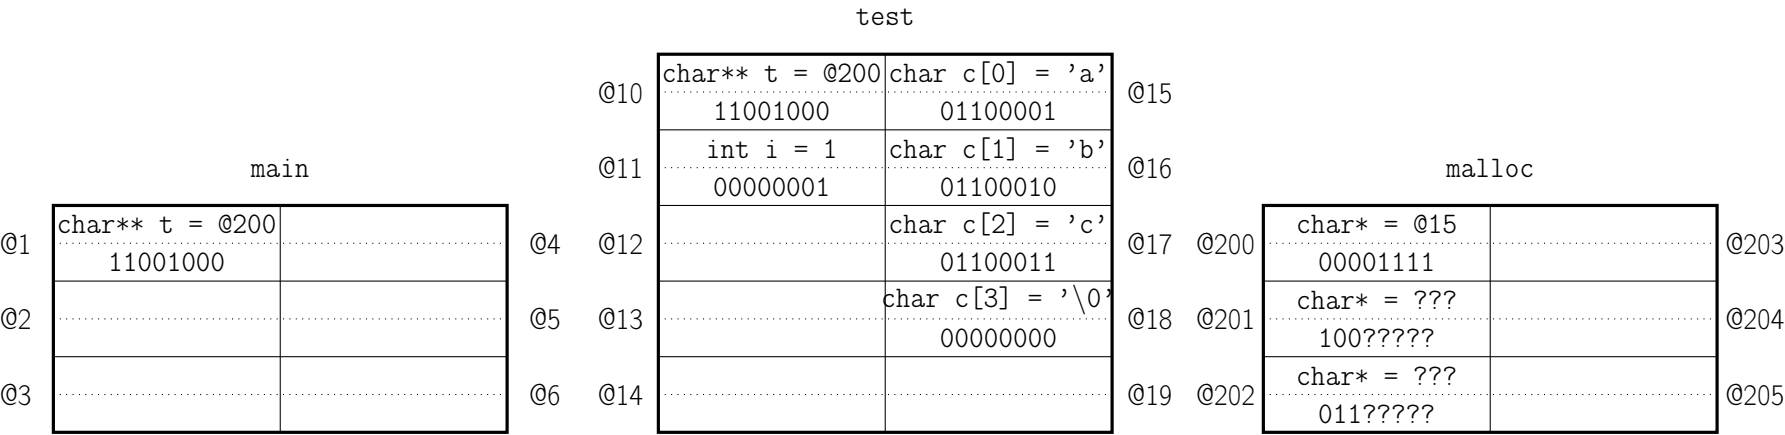 test
@10 char** t = @200 char c[0] = 'a' @15
11001000 01100001
@11 int i = 1 char c[1] = 'b' @16
00000001 01100010
@12 char c[2] = 'c' @17
01100011
@13 char c[3] = '\0' @18
00000000
@14 @19
main
@1 char** t = @200 @4
11001000
@2 @5
@3 @6
malloc
@200 char* = @15 @203
00001111
@201 char* = ??? @204
100?????
@202 char* = ??? @205
011?????